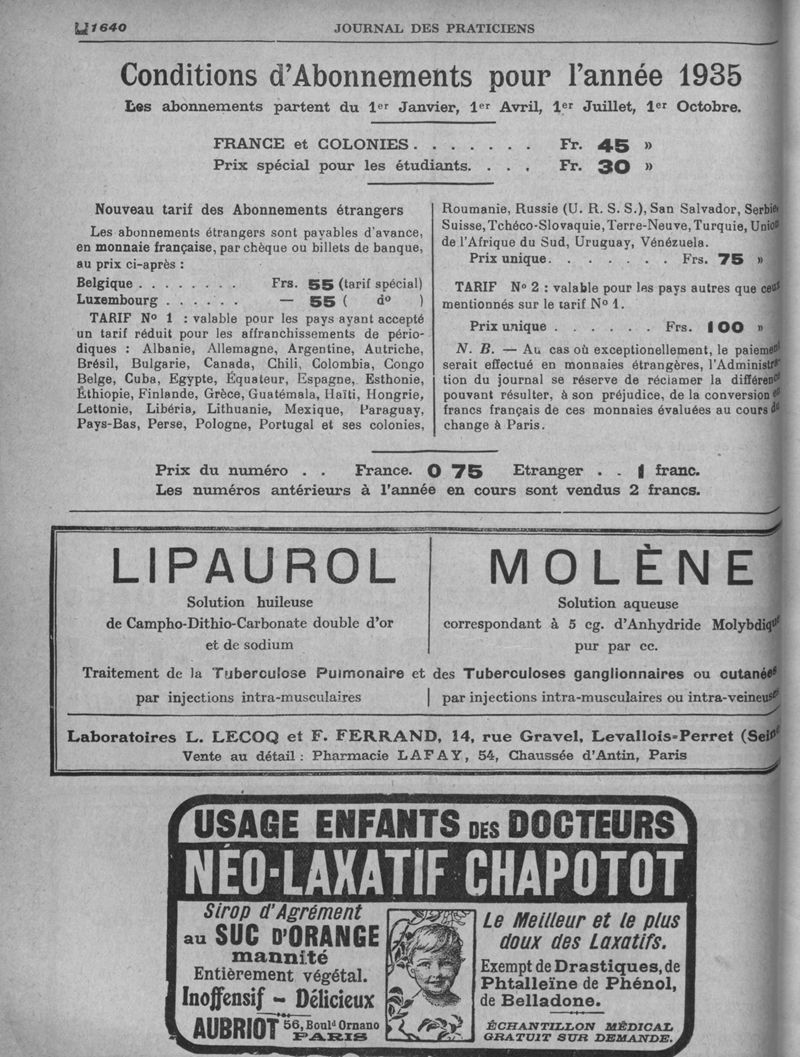 1640
JOURNAL DES PRATICIENS
Conditions d'Abonnements pour l'année 1935
Les abonnements partent du 1er Janvier, 1er Avril, 1er Juillet, 1er Octobre.
FRANCE et COLONIES . . . . . . . Fr. 45 »
Prix spécial pour les étudiants. . . . Fr. 30 »
Nouveau tarif des Abonnements étrangers
Les abonnements étrangers sont payables d'avance,
en monnaie française, par chèque ou billets de banque,
au prix ci-après :
Belgique . . . . . . . . Frs. 55 (tarif spécial)
Luxembourg . . . . . . — 55 ( do )
TARIF No 1 : valable pour les pays ayant accepté
un tarif réduit pour les affranchissements de pério-
diques : Albanie, Allemagne, Argentine, Autriche,
Brésil, Bulgarie, Canada, Chili, Colombia, Congo
Belge, Cuba, Egypte, Équateur, Espagne, Esthonie,
Éthiopie, Finlande, Grèce, Guatémala, Haïti, Hongrie,
Lettonie, Libéria, Lithuanie, Mexique, Paraguay,
Pays-Bas, Perse, Pologne, Portugal et ses colonies,
Roumanie, Russie (U. R. S. S.), San Salvador, Serbie,
Suisse, Tchéco-Slovaquie, Terre-Neuve, Turquie, Union
de l'Afrique du Sud, Uruguay, Vénézuela.
Prix unique. . . . . . . Frs. 75 »
TARIF No 2 : valable pour les pays autres que ceux
mentionnés sur le tarif No 1.
Prix unique . . . . . . Frs. 100 »
N. B. — Au cas où exceptionellement, le paiement
serait effectué en monnaies étrangères, l'Administra-
tion du journal se réserve de réclamer la différence
pouvant résulter, à son préjudice, de la conversion en
francs français de ces monnaies évaluées au cours de
change à Paris.
Prix du numéro . . France. 0 75 Etranger . . 1 franc.
Les numéros antérieurs à l'année en cours sont vendus 2 francs.
LIPAUROL
Solution huileuse
de Campho-Dithio-Carbonate double d'or
et de sodium
MOLÈNE
Solution aqueuse
correspondant à 5 cg. d'Anhydride Molybdique
pur par cc.
Traitement de la Tuberculose Pulmonaire et des Tuberculoses ganglionnaires ou cutanées
par injections intra-musculaires
par injections intra-musculaires ou intra-veineuses
Laboratoires L. LECOQ et F. FERRAND, 14, rue Gravel, Levallois-Perret (Seine
Vente au détail : Pharmacie LAFAY, 54, Chaussée d'Antin, Paris
USAGE ENFANTS DES DOCTEURS
NÉO-LAXATIF CHAPOTOT
Sirop d'Agrément
au SUC D'ORANGE
mannité
Entièrement végétal.
Inoffensif - Délicieux
AUBRIOT 56, Bould Ornano
PARIS
Le Meilleur et le plus
doux des Laxatifs.
Exempt de Drastiques, de
Phtalleïne de Phénol,
de Belladone.
ÉCHANTILLON MÉDICAL
GRATUIT SUR DEMANDE.